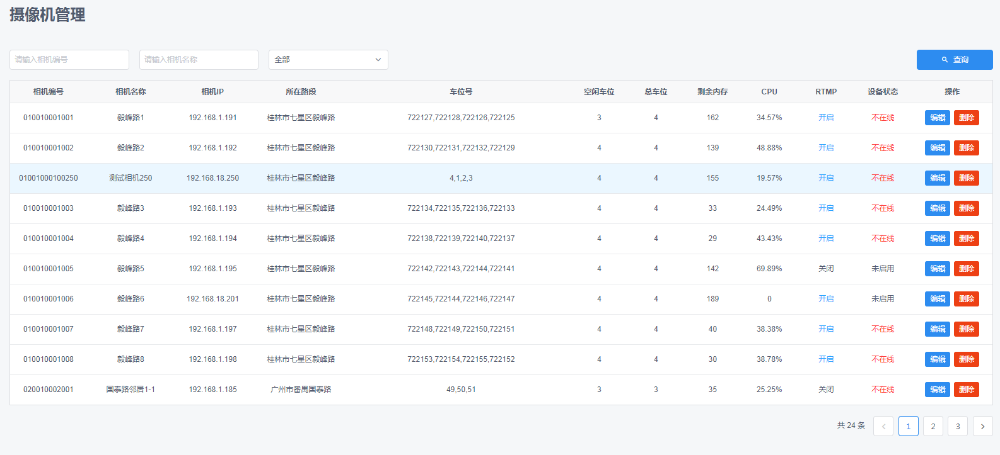 摄像机管理
请输入相机编号 请输入相机名称 全部 查询
相机编号 相机名称 相机IP 所在路段 车位号 空闲车位 总车位 剩余内存 CPU RTMP 设备状态 操作
010010001001 毅峰路1 192.168.1.191 桂林市七星区毅峰路 722127,722128,722126,722125 3 4 162 34.57% 开启 不在线 编辑 删除
010010001002 毅峰路2 192.168.1.192 桂林市七星区毅峰路 722130,722131,722132,722129 4 4 139 48.88% 开启 不在线 编辑 删除
01001000100250 测试相机250 192.168.18.250 桂林市七星区毅峰路 4,1,2,3 4 4 155 19.57% 开启 不在线 编辑 删除
010010001003 毅峰路3 192.168.1.193 桂林市七星区毅峰路 722134,722135,722136,722133 4 4 33 24.49% 开启 不在线 编辑 删除
010010001004 毅峰路4 192.168.1.194 桂林市七星区毅峰路 722138,722139,722140,722137 4 4 29 43.43% 开启 不在线 编辑 删除
010010001005 毅峰路5 192.168.1.195 桂林市七星区毅峰路 722142,722143,722144,722141 4 4 142 69.89% 关闭 未启用 编辑 删除
010010001006 毅峰路6 192.168.18.201 桂林市七星区毅峰路 722145,722144,722146,722147 4 4 189 0 开启 未启用 编辑 删除
010010001007 毅峰路7 192.168.1.197 桂林市七星区毅峰路 722148,722149,722150,722151 4 4 40 38.38% 开启 不在线 编辑 删除
010010001008 毅峰路8 192.168.1.198 桂林市七星区毅峰路 722153,722154,722155,722152 4 4 30 38.78% 开启 不在线 编辑 删除
020010002001 国泰路邻居1-1 192.168.1.185 广州市番禺国泰路 49,50,51 3 3 35 25.25% 关闭 不在线 编辑 删除
共 24 条 1 2 3